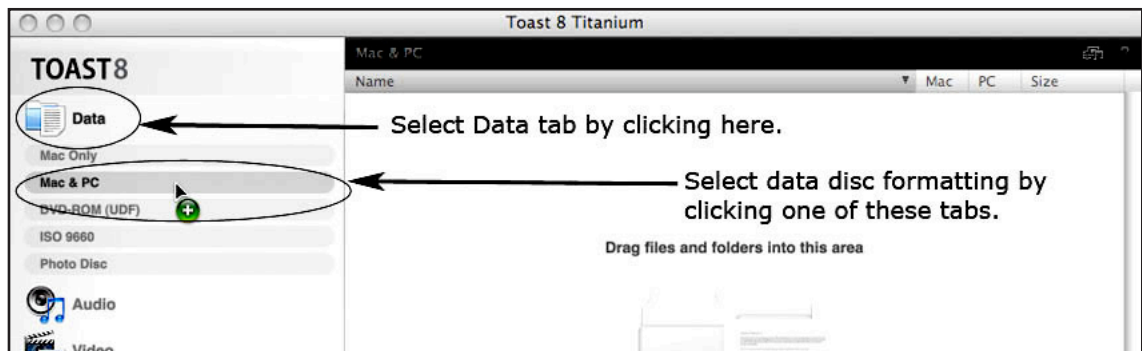 Toast 8 Titanium
TOAST 8
Mac & PC
Name Mac PC Size
Data
Select Data tab by clicking here.
Mac Only
Mac & PC
Select data disc formatting by
clicking one of these tabs.
DVD-ROM (UDF)
ISO 9660
Drag files and folders into this area
Photo Disc
Audio
Video